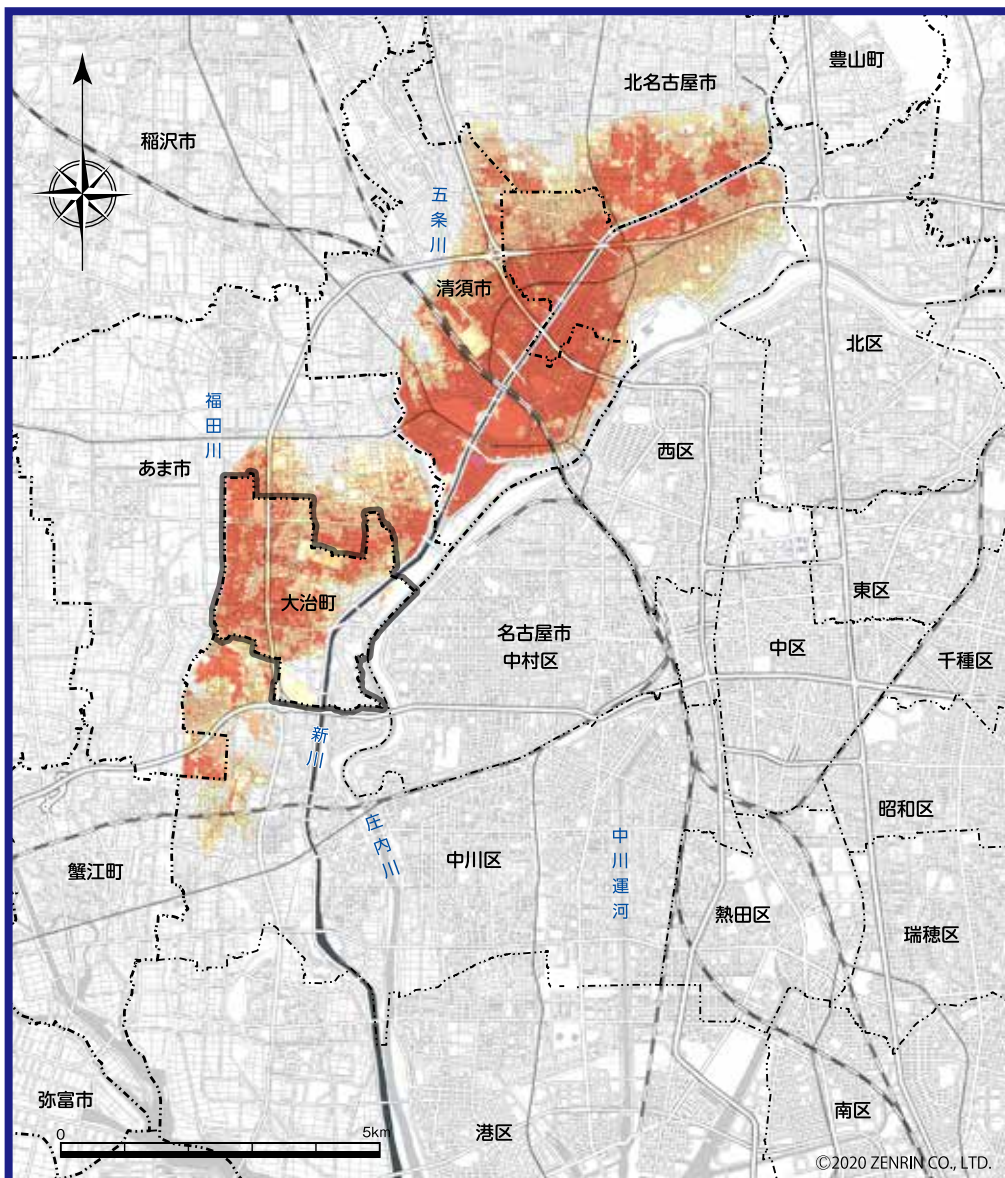 豊山町
北名古屋市
稲沢市
五条川
清須市
北区
福田川
西区
あま市
東区
大治町
名古屋市
中村区
中区
千種区
新川
昭和区
庄内川
中川運河
中川区
蟹江町
熱田区
瑞穂区
弥富市
南区
港区
0
5km
©2020 ZENRIN CO., LTD.